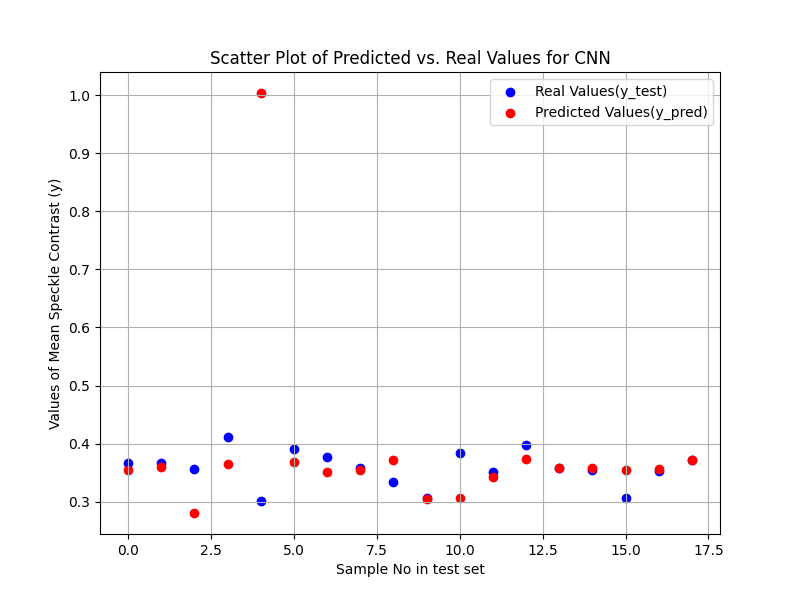 Scatter Plot of Predicted vs. Real Values for CNN
Real Values(y_test)
Predicted Values(y_pred)
Values of Mean Speckle Contrast (y)
1.0
0.9
0.8
0.7
0.6
0.5
0.4
0.3
0.0 2.5 5.0 7.5 10.0 12.5 15.0 17.5
Sample No in test set